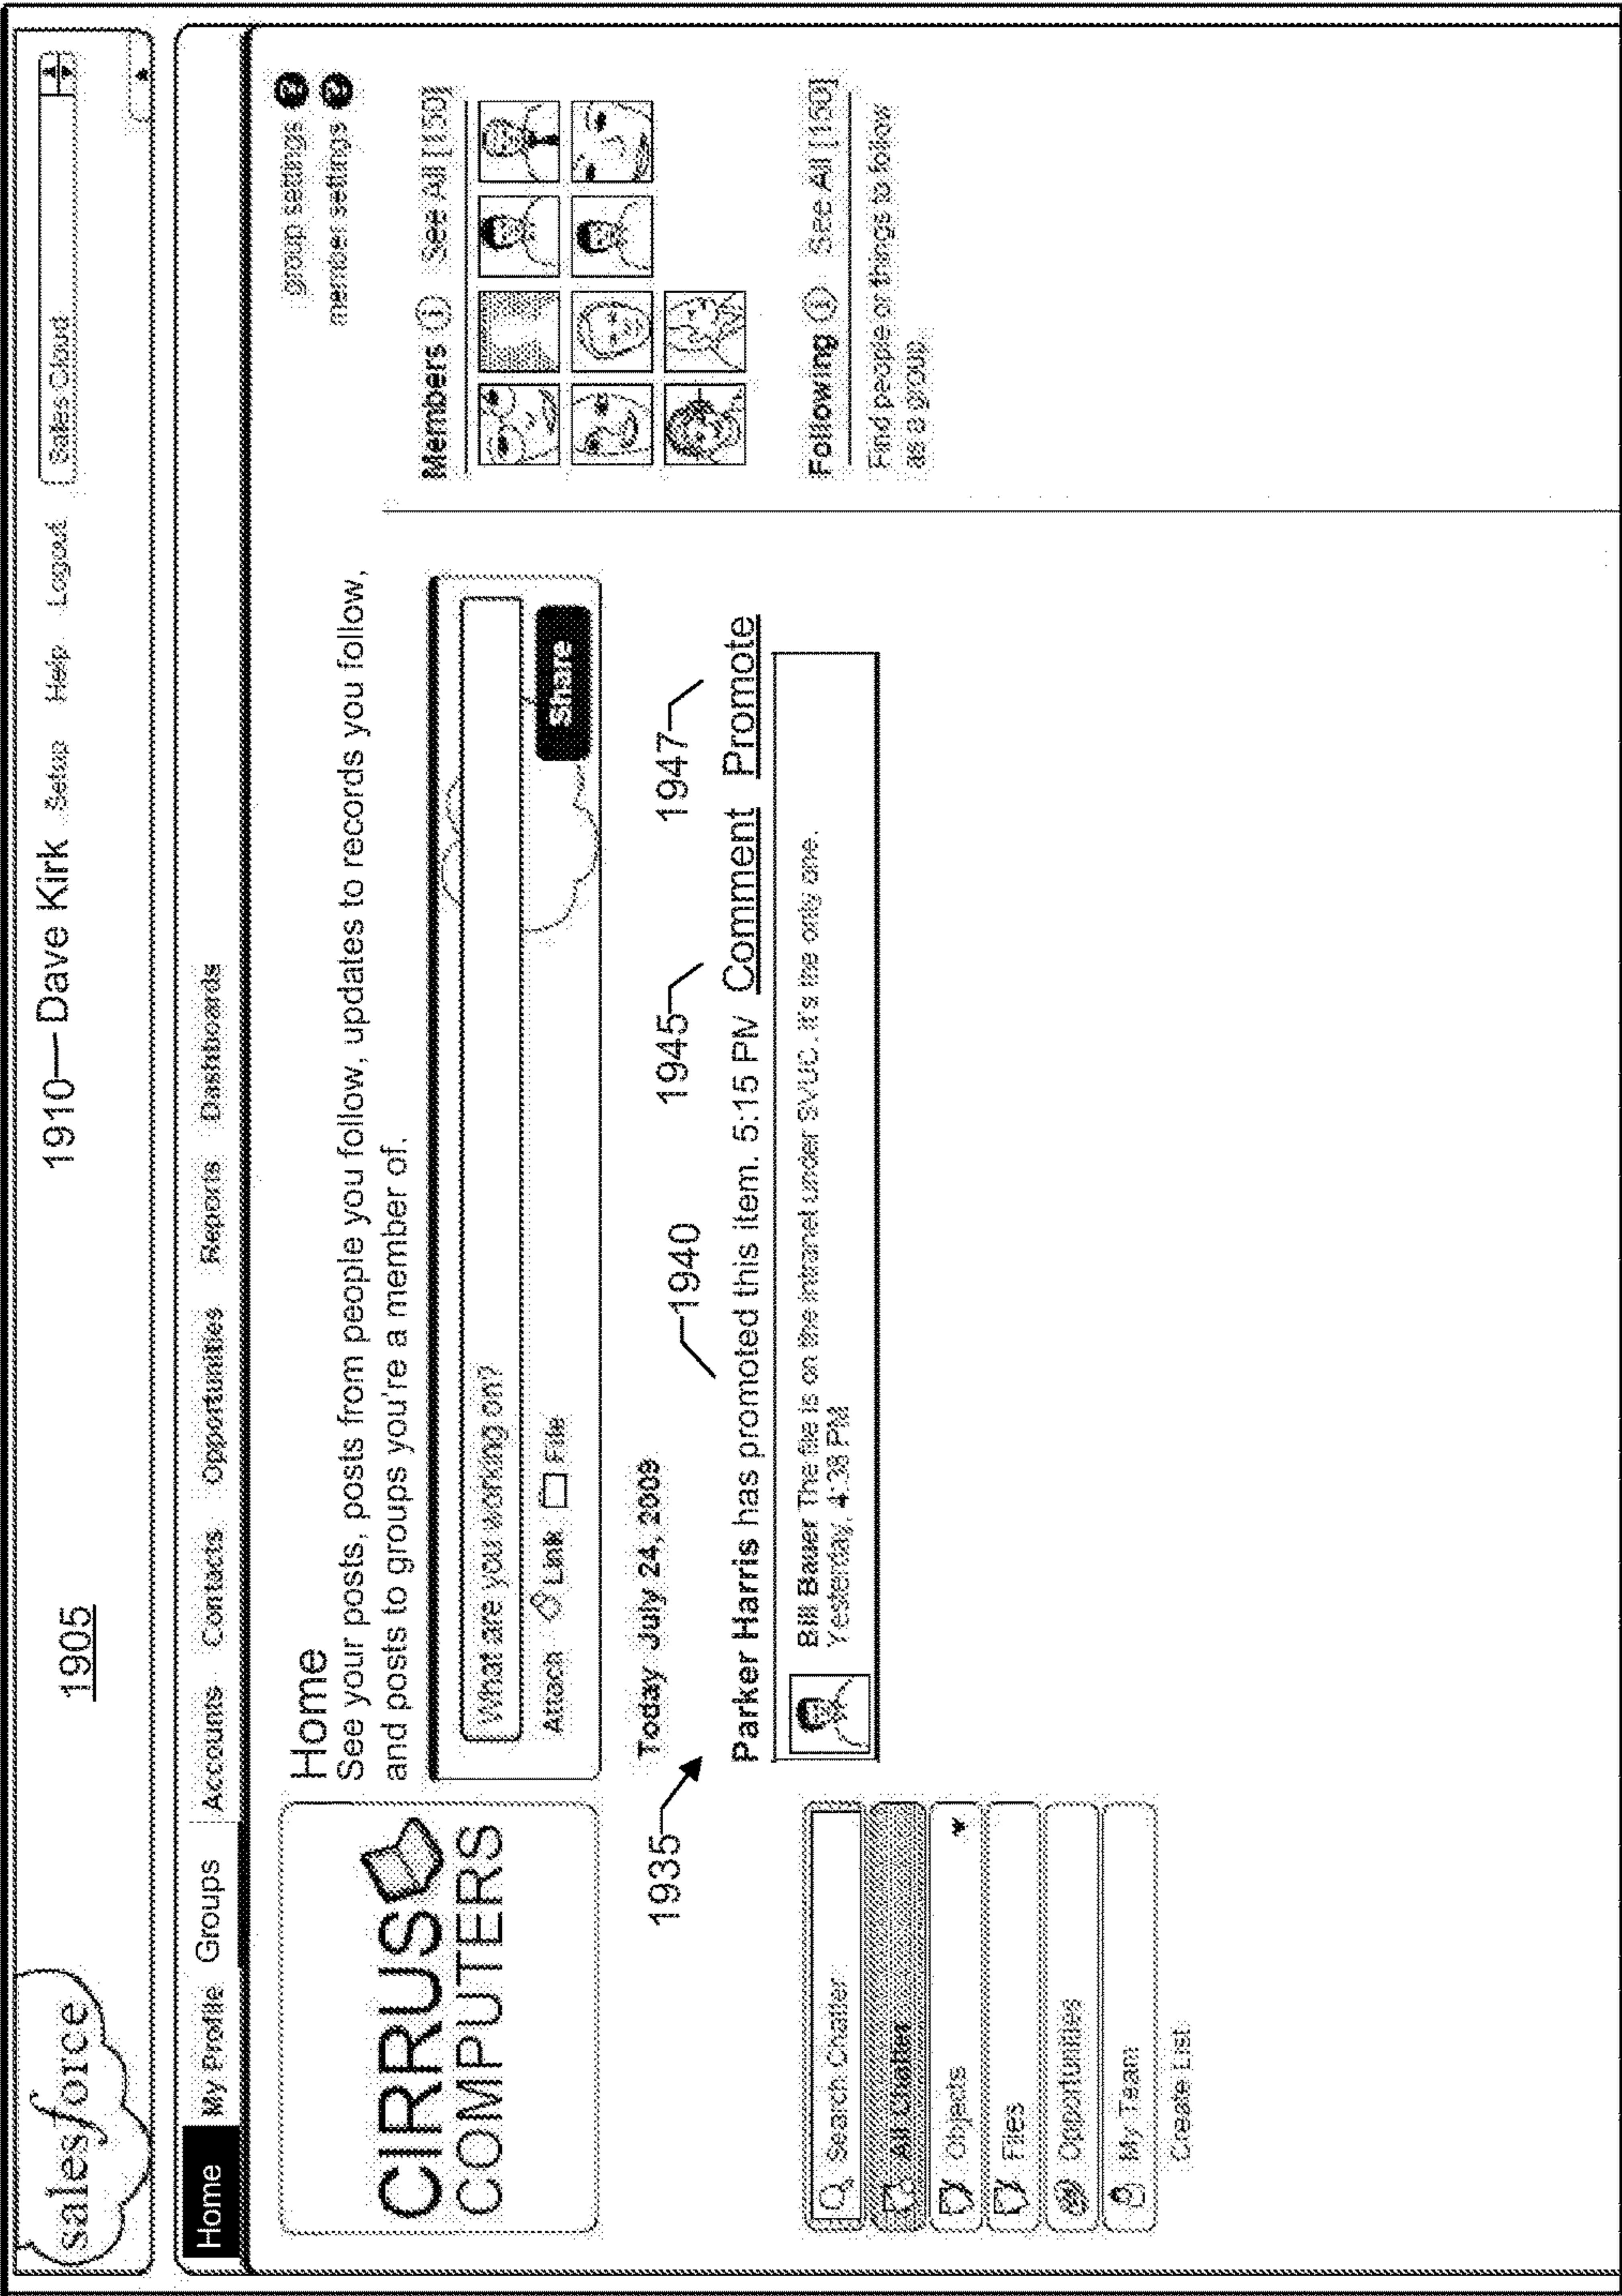 1905
1910 Dave Kirk Setup Help Logout Sales Cloud
salesforce
Home My Profile Groups Accounts Contacts Opportunities Reports Dashboards
CIRRUS
COMPUTERS
Search Chatter
All Chatter
Objects
Files
Opportunities
My Team
Create List
Home
See your posts, posts from people you follow, updates to records you follow,
and posts to groups you're a member of.
What are you working on?
Attach Link File
Share
Today July 24, 2009
1935
1940
1945
1947
Parker Harris has promoted this item. 5:15 PM Comment Promote
Bill Bauer The file is on the intranet under SVUC. It's the only one.
Yesterday, 4:38 PM
group settings ?
member settings ?
Members i See All [150]
Following i See All [150]
Find people or things to follow
as a group.